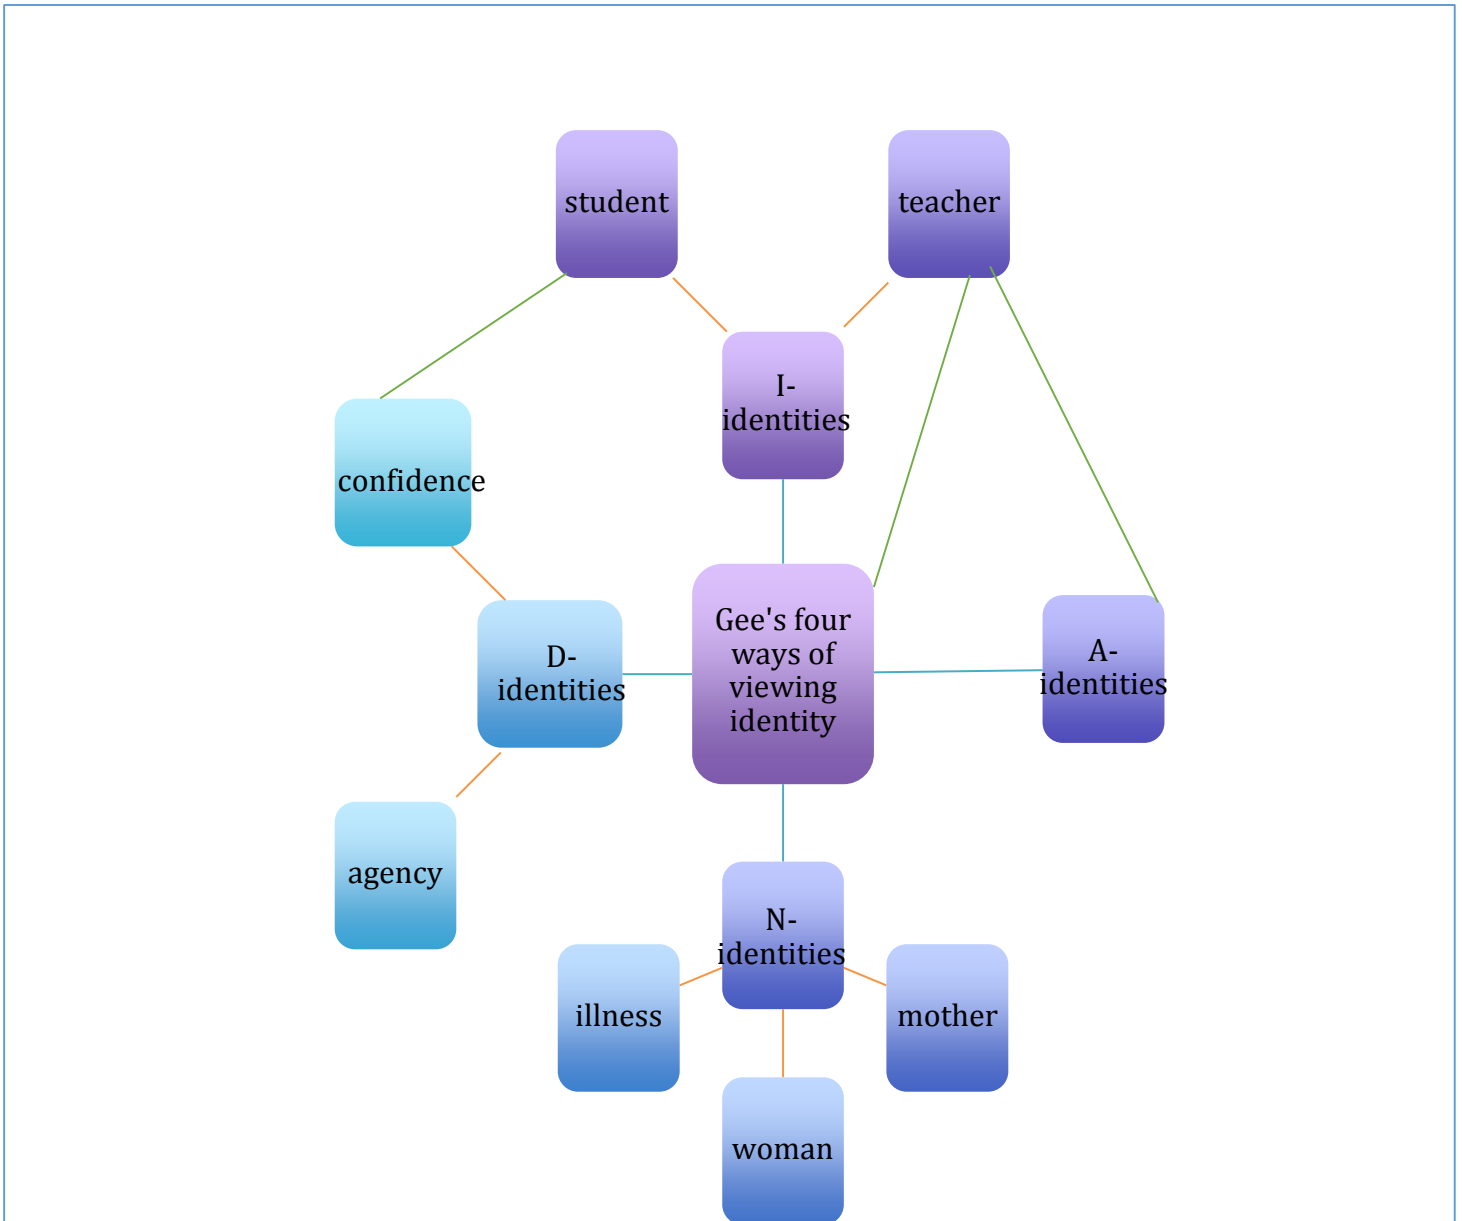 student
teacher
I-
identities
confidence
Gee's four
ways of
viewing
identity
D-
identities
A-
identities
agency
N-
identities
illness
mother
woman